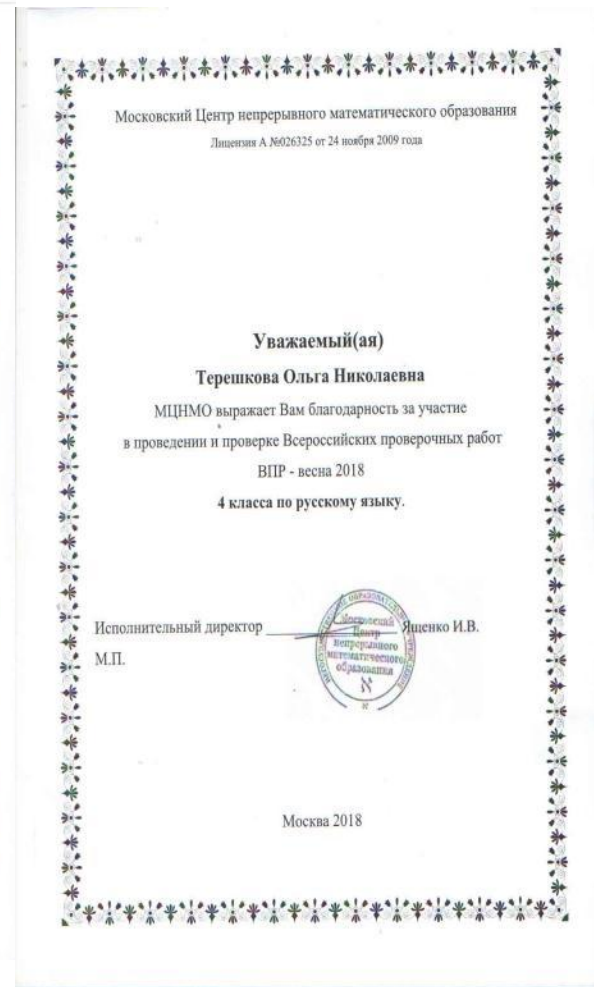 Московский Центр непрерывного математического образования
Лицензия А №026325 от 24 ноября 2009 года
Уважаемый(ая)
Терешкова Ольга Николаевна
МЦНМО выражает Вам благодарность за участие
в проведении и проверке Всероссийских проверочных работ
ВПР - весна 2018
4 класса по русскому языку.
Исполнительный директор Ященко И.В.
М.П.
Московский
Центр
непрерывного
математического
образования
Москва 2018